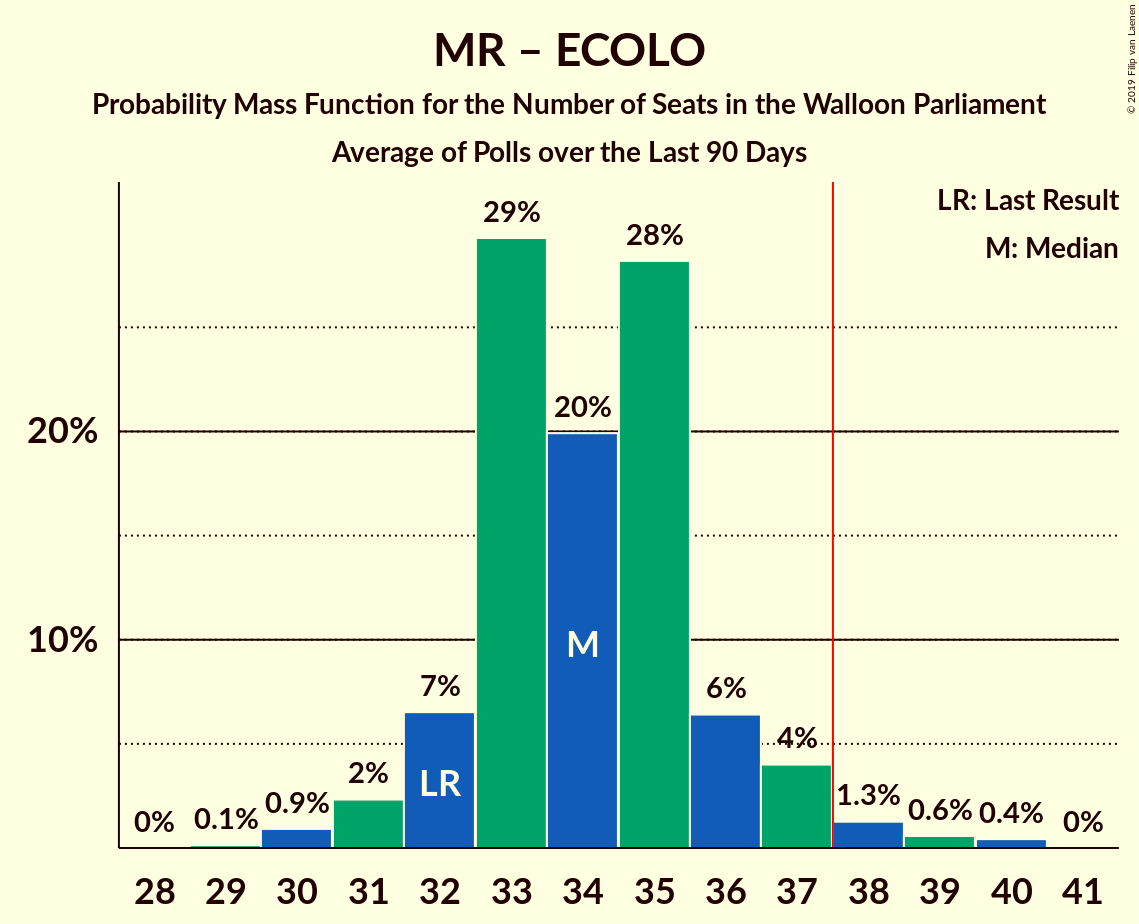 MR – ECOLO
Probability Mass Function for the Number of Seats in the Walloon Parliament
Average of Polls over the Last 90 Days
© 2019 Filip van Laenen
LR: Last Result
M: Median
20%
10%
0%
0.1%
0.9%
2%
7%
29%
20%
28%
6%
4%
1.3%
0.6%
0.4%
0%
LR
M
28 29 30 31 32 33 34 35 36 37 38 39 40 41